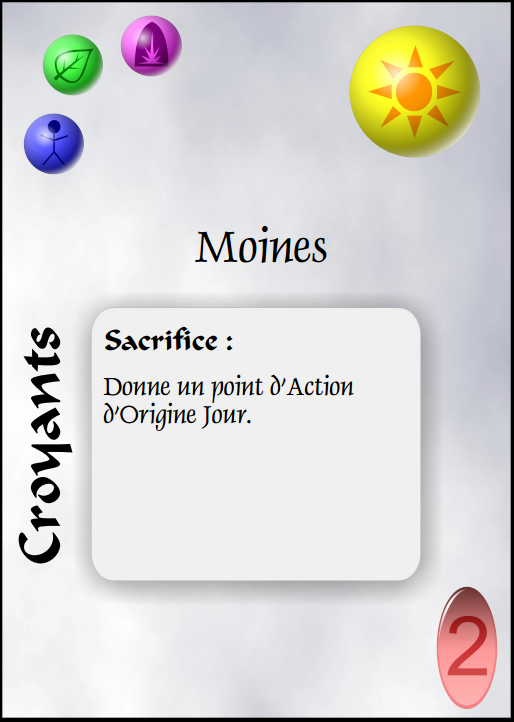 Moines
Croyants
Sacrifice :
Donne un point d'Action
d'Origine Jour.
2